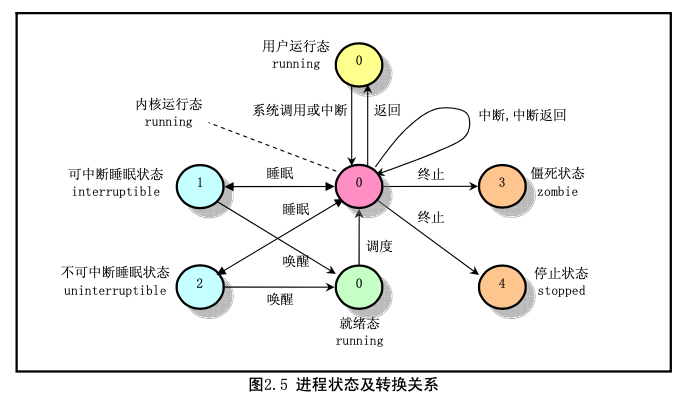 用户运行态
running
0
内核运行态
running
系统调用或中断
返回
中断,中断返回
可中断睡眠状态
interruptible
1
睡眠
0
终止
3
僵死状态
zombie
睡眠
终止
不可中断睡眠状态
uninterruptible
2
唤醒
唤醒
调度
0
就绪态
running
4
停止状态
stopped
图2.5 进程状态及转换关系